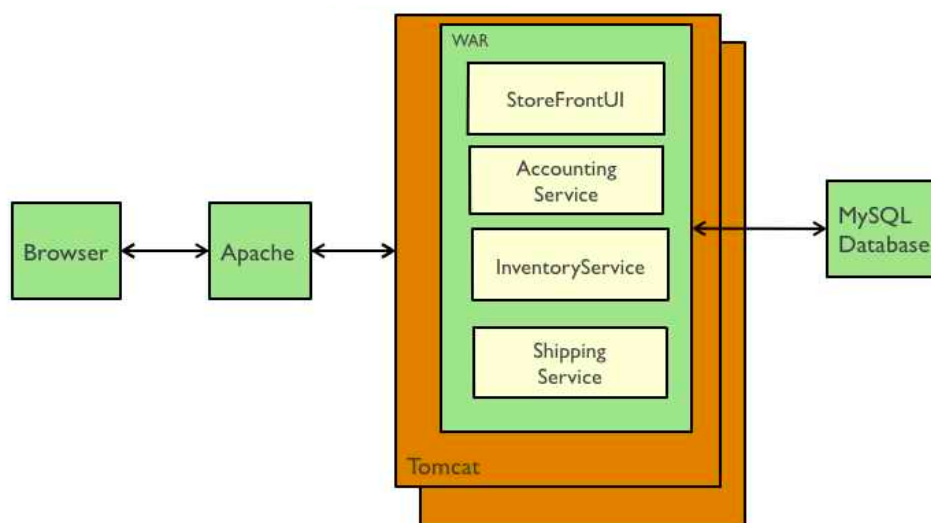 WAR
StoreFrontUI
Accounting
Service
InventoryService
Shipping
Service
Browser
Apache
MySQL
Database
Tomcat